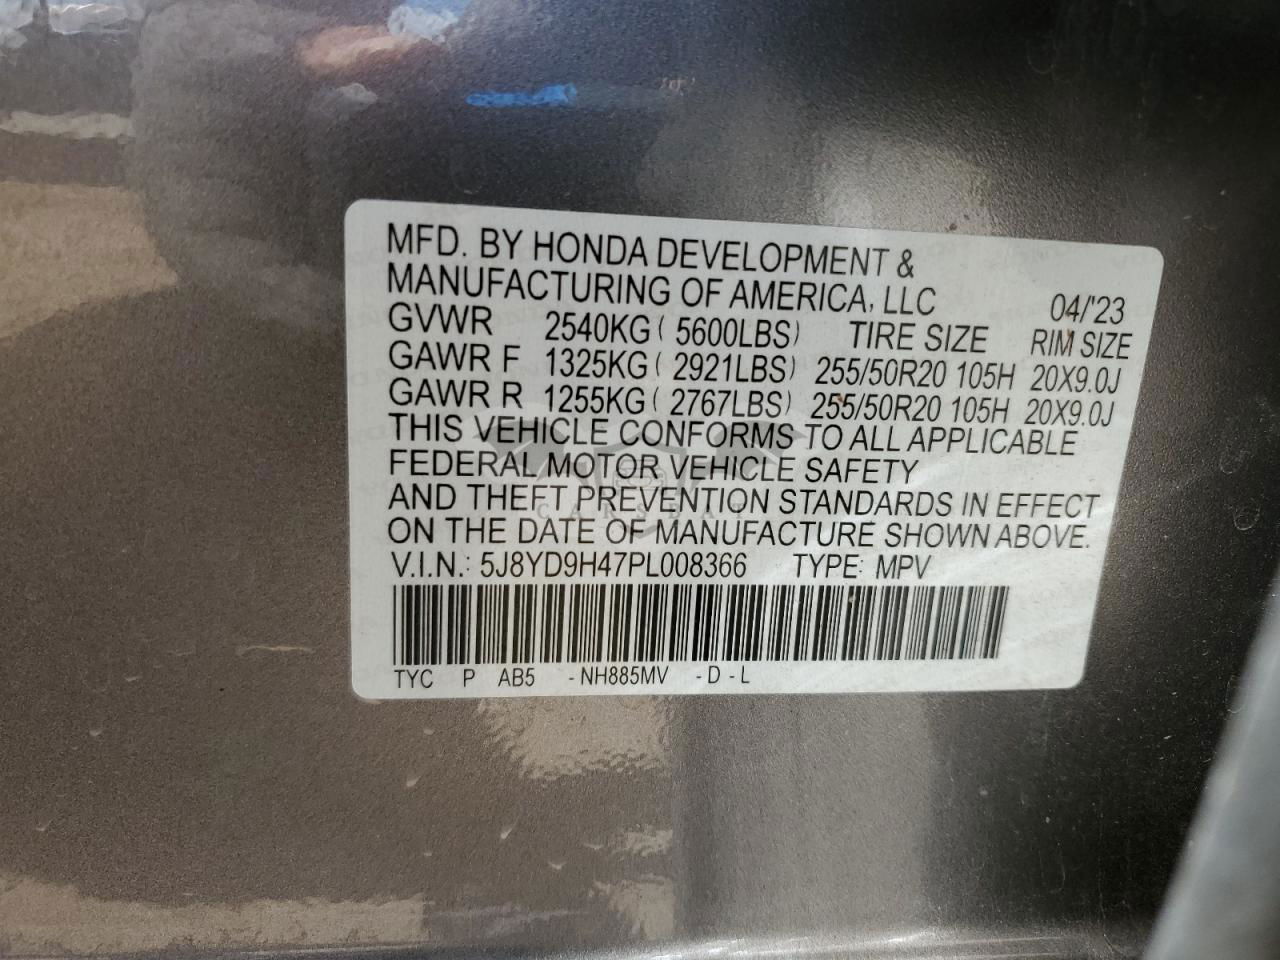 MFD. BY HONDA DEVELOPMENT &
MANUFACTURING OF AMERICA, LLC 04/'23
GVWR 2540KG ( 5600LBS) TIRE SIZE RIM SIZE
GAWR F 1325KG ( 2921LBS) 255/50R20 105H 20X9.0J
GAWR R 1255KG ( 2767LBS) 255/50R20 105H 20X9.0J
THIS VEHICLE CONFORMS TO ALL APPLICABLE
FEDERAL MOTOR VEHICLE SAFETY
AND THEFT PREVENTION STANDARDS IN EFFECT
ON THE DATE OF MANUFACTURE SHOWN ABOVE.
V.I.N.: 5J8YD9H47PL008366 TYPE: MPV
TYC P AB5 - NH885MV - D - L